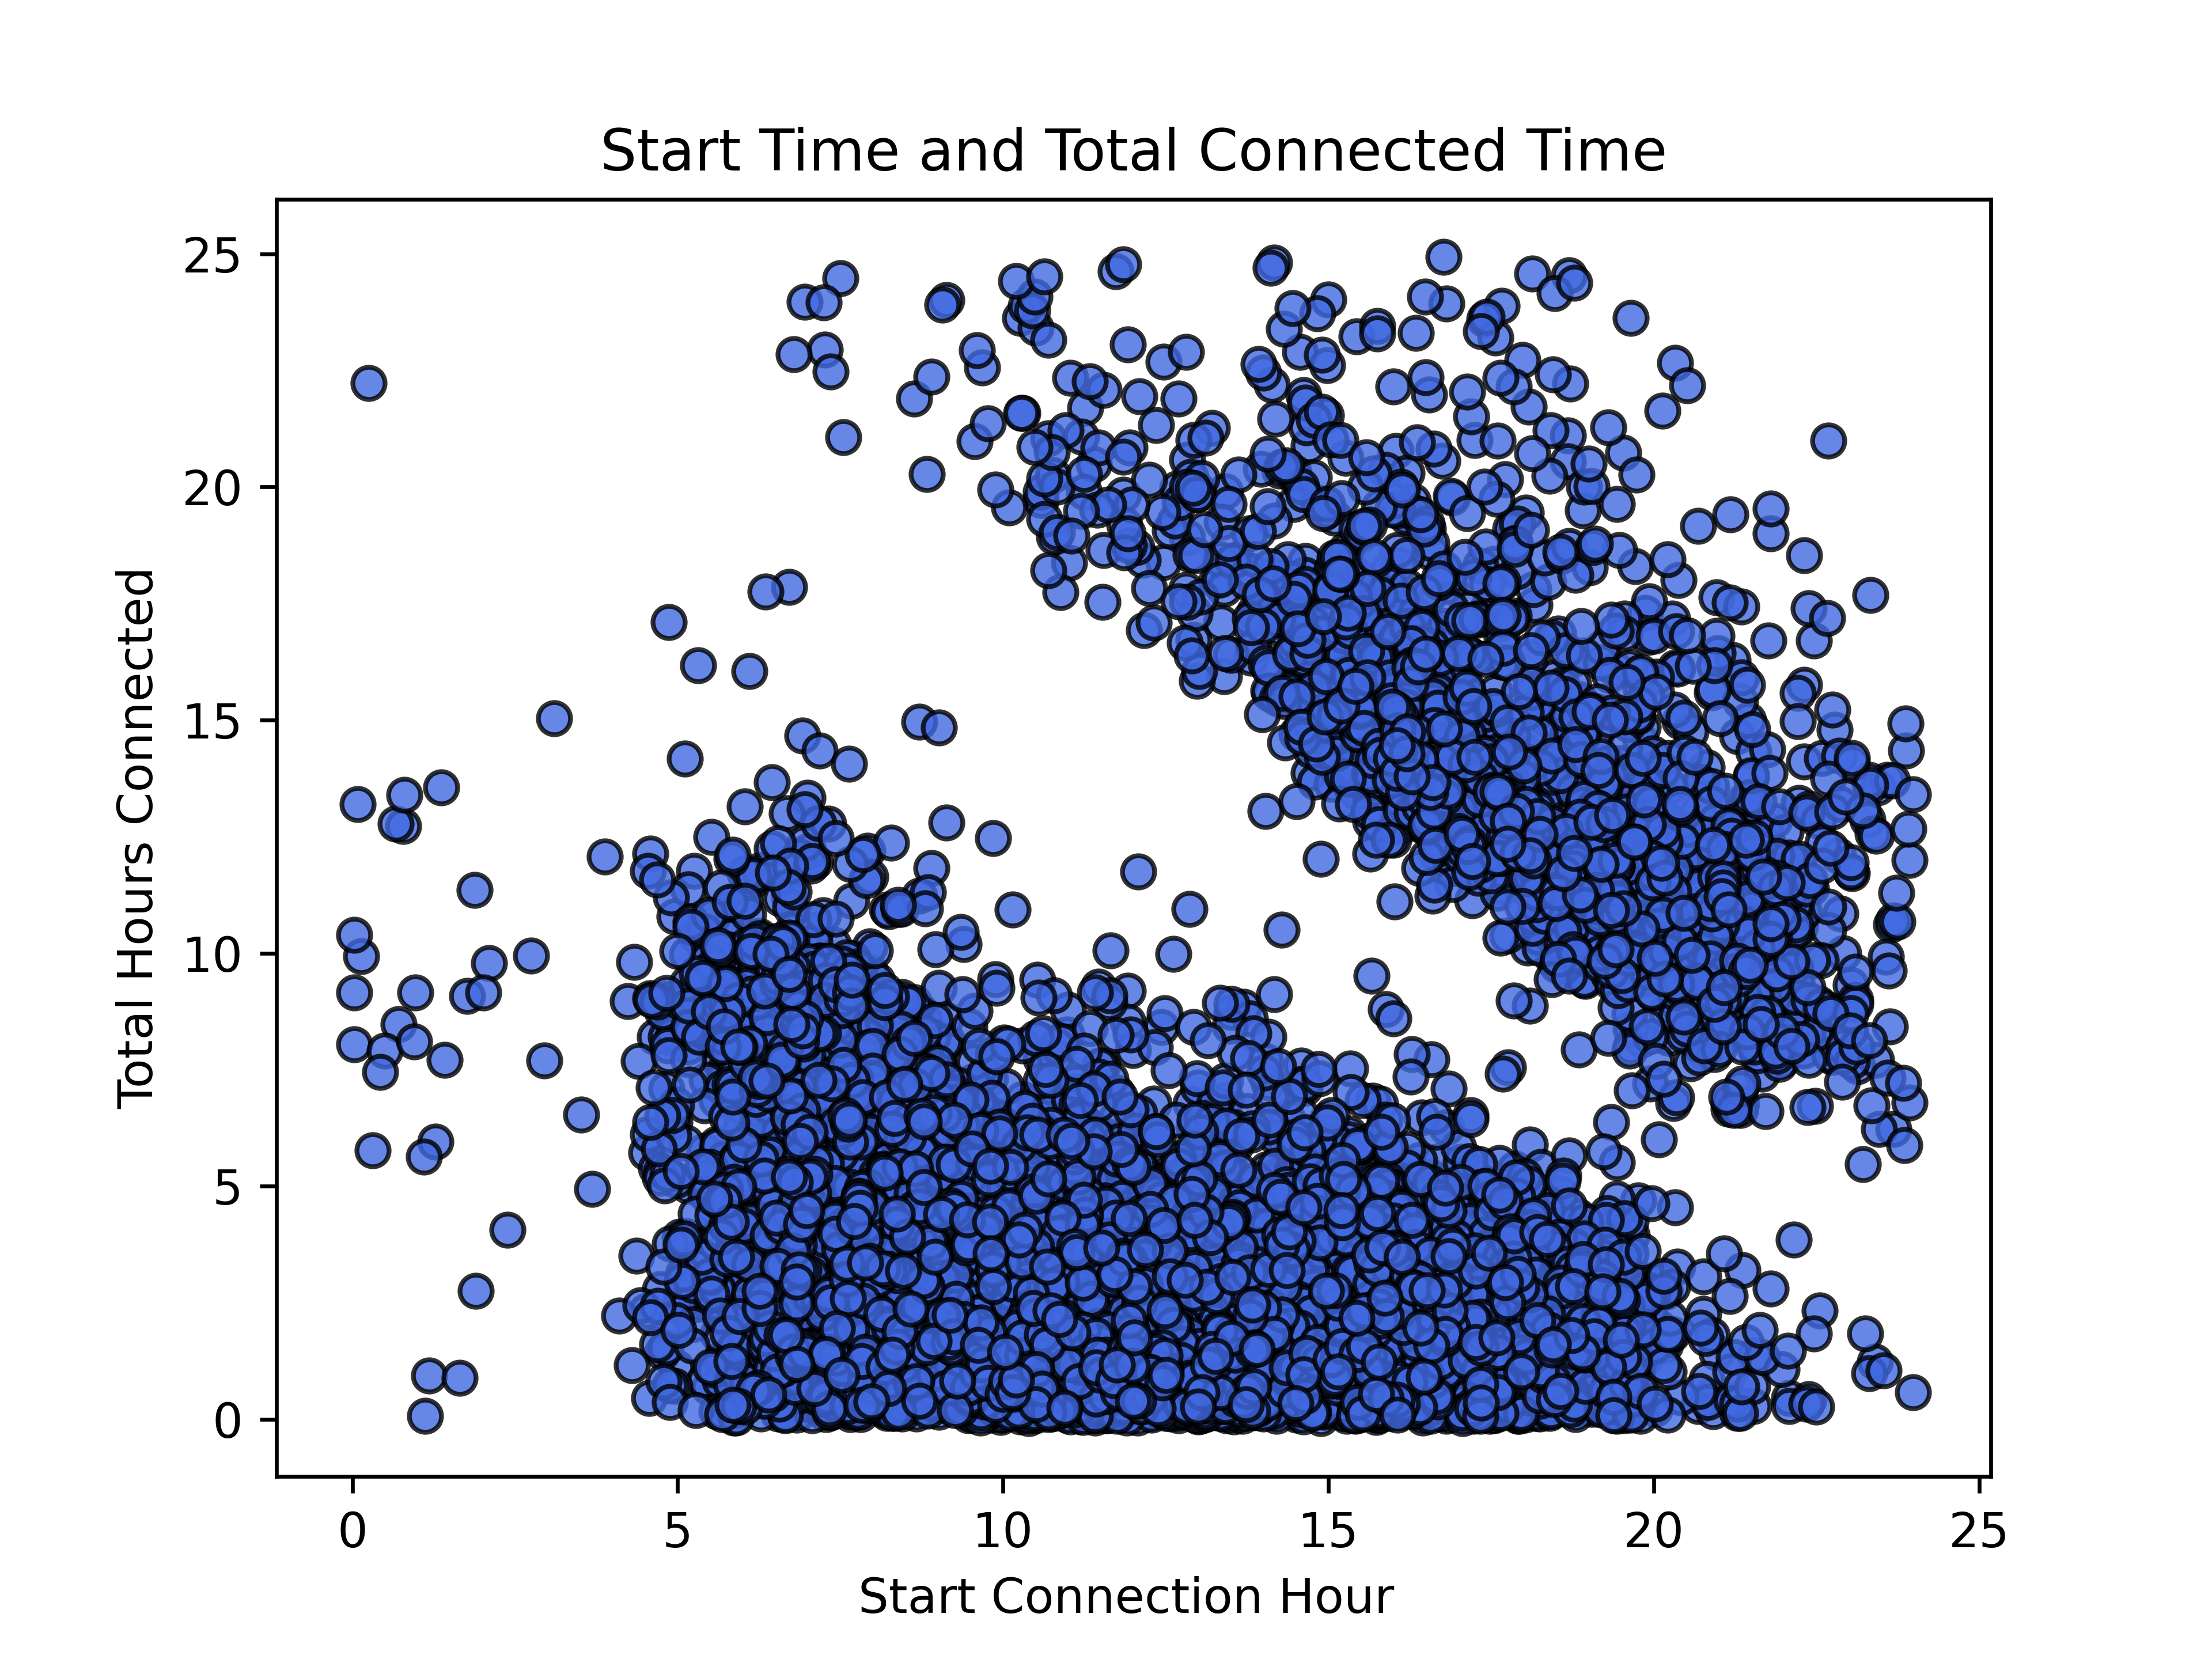 Start Time and Total Connected Time
Total Hours Connected
25
20
15
10
5
0
0 5 10 15 20 25
Start Connection Hour